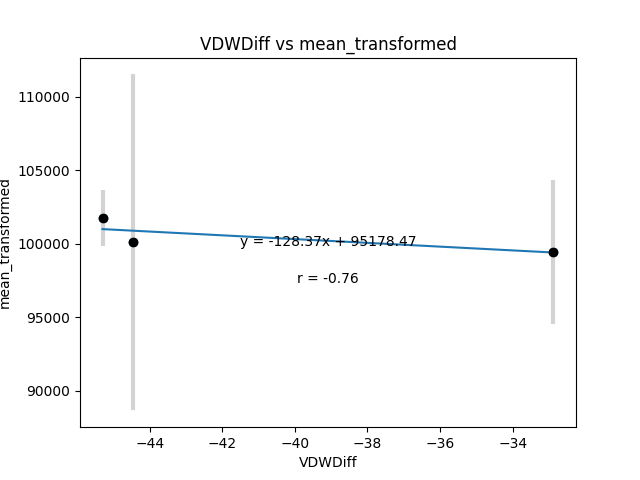 VDWDiff vs mean_transformed
mean_transformed
110000
105000
100000
95000
90000
y = -128.37x + 95178.47
r = -0.76
−44
−42
−40
−38
−36
−34
VDWDiff